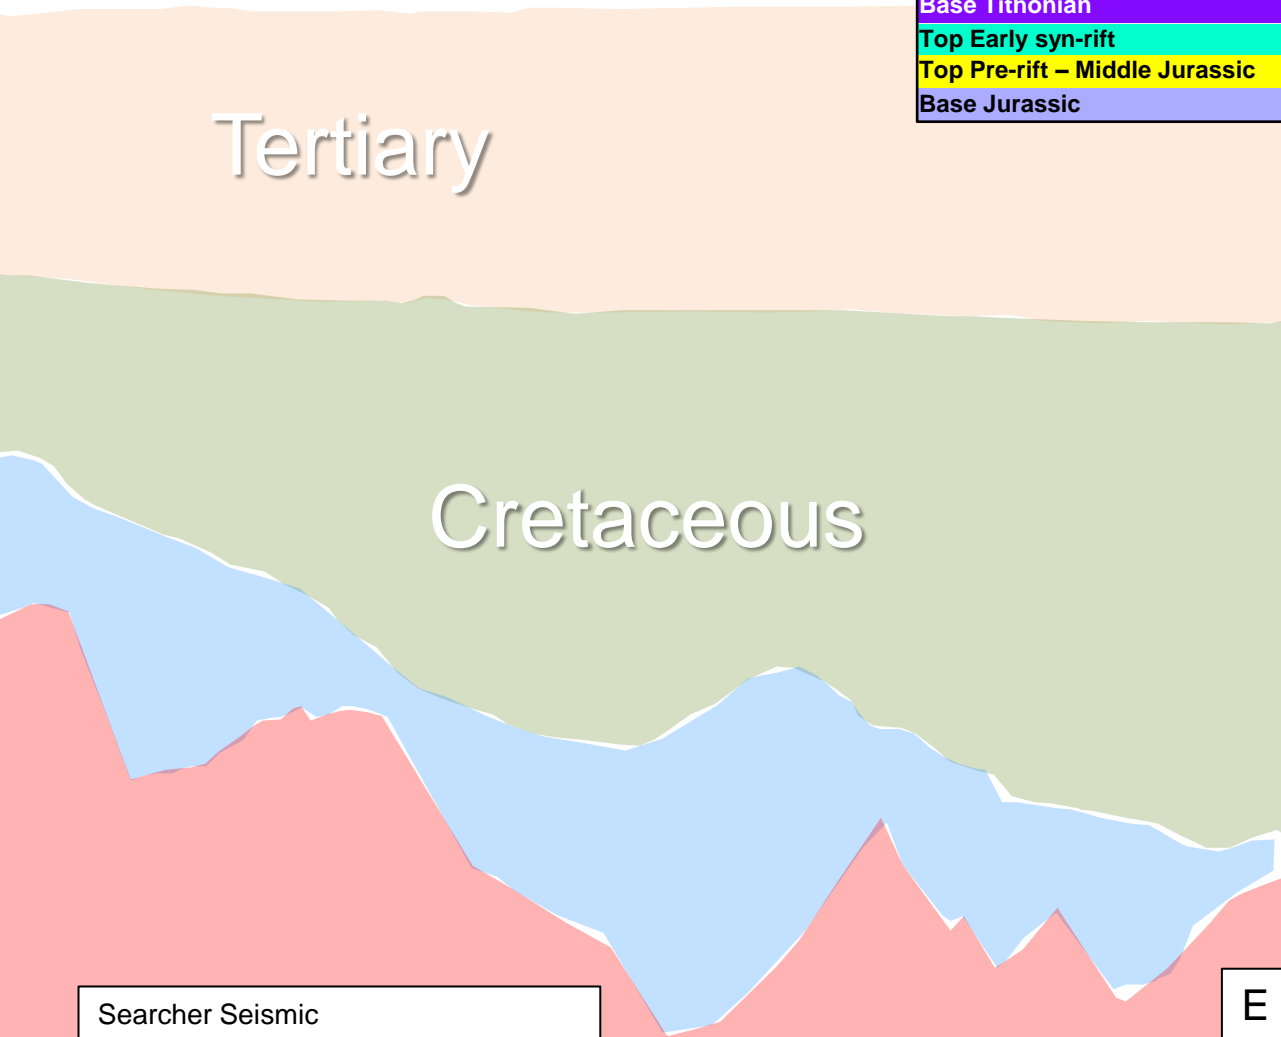 Base Tithonian
Top Early syn-rift
Top Pre-rift – Middle Jurassic
Base Jurassic
Tertiary
Cretaceous
Searcher Seismic
E